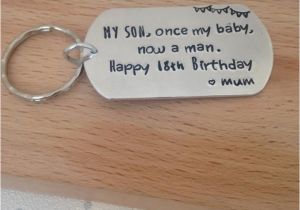 MY SON, once my baby,
now a man.
Happy 18th Birthday
mum